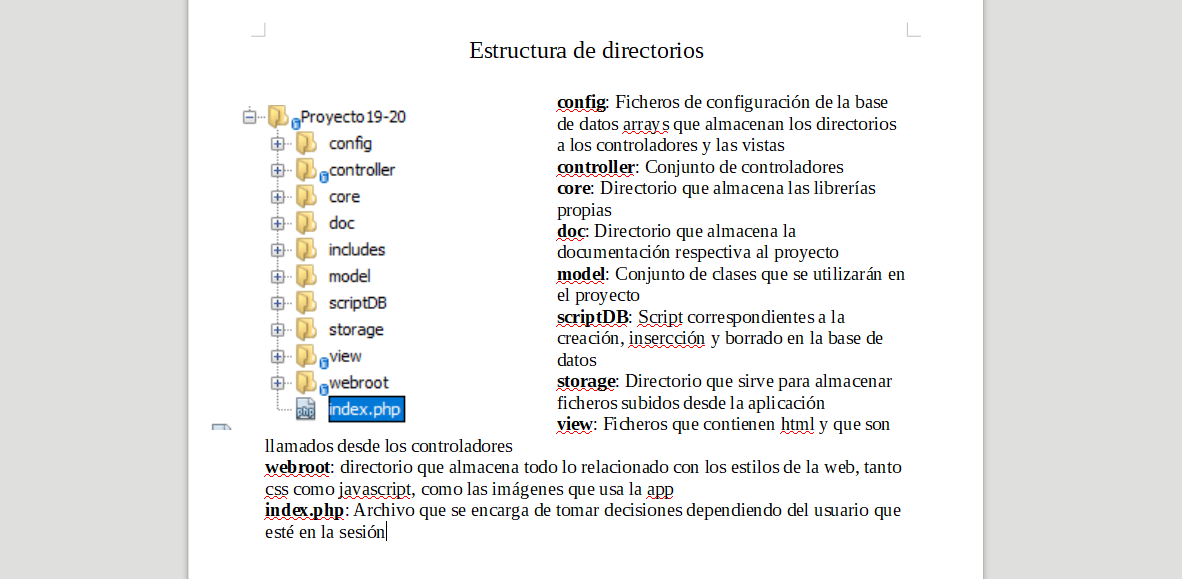 Estructura de directorios
Proyecto19-20
config
controller
core
doc
includes
model
scriptDB
storage
view
webroot
index.php
config: Ficheros de configuración de la base
de datos arrays que almacenan los directorios
a los controladores y las vistas
controller: Conjunto de controladores
core: Directorio que almacena las librerías
propias
doc: Directorio que almacena la
documentación respectiva al proyecto
model: Conjunto de clases que se utilizarán en
el proyecto
scriptDB: Script correspondientes a la
creación, insercción y borrado en la base de
datos
storage: Directorio que sirve para almacenar
ficheros subidos desde la aplicación
view: Ficheros que contienen html y que son
llamados desde los controladores
webroot: directorio que almacena todo lo relacionado con los estilos de la web, tanto
css como javascript, como las imágenes que usa la app
index.php: Archivo que se encarga de tomar decisiones dependiendo del usuario que
esté en la sesión